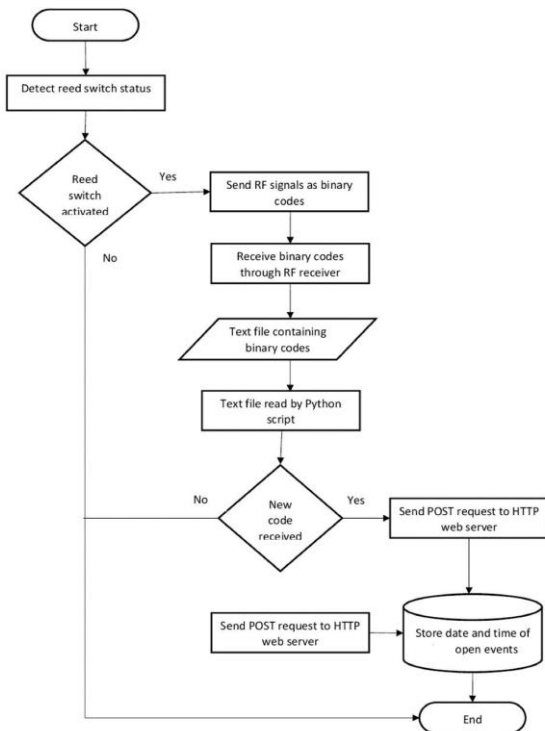 Start
Detect reed switch status
Reed
switch
activated
Yes
No
Send RF signals as binary
codes
Receive binary codes
through RF receiver
Text file containing
binary codes
Text file read by Python
script
New
code
received
No
Yes
Send POST request to HTTP
web server
Send POST request to HTTP
web server
Store date and time of
open events
End